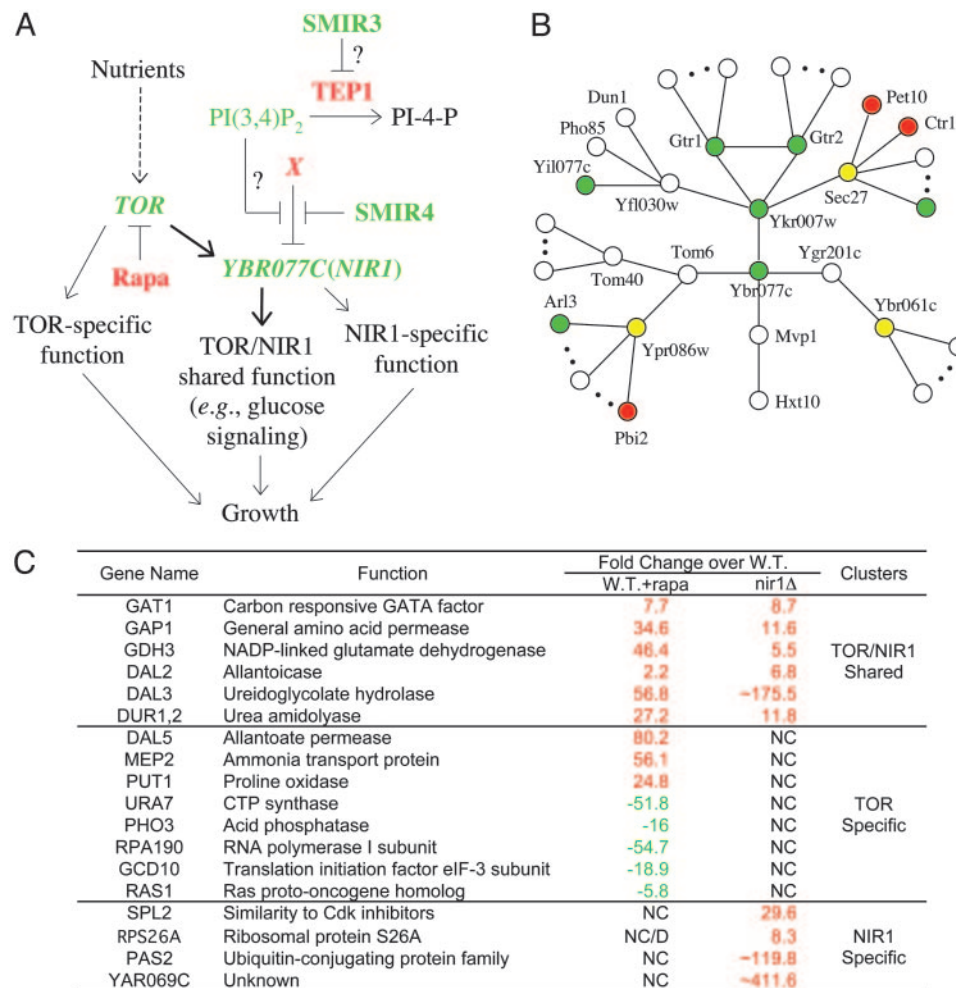 A
SMIR3
?
Nutrients
TEP1
PI(3,4)P2
PI-4-P
?
X
TOR
SMIR4
Rapa
YBR077C(NIR1)
TOR-specific
function
TOR/NIR1
shared function
(e.g., glucose
signaling)
NIR1-specific
function
Growth
B
Dun1
Pho85
Yil077c
Gtr1
Gtr2
Pet10
Ctr1
Sec27
Yfl030w
Ykr007w
Tom6
Ygr201c
Tom40
Ybr077c
Arl3
Ybr061c
Ypr086w
Mvp1
Hxt10
Pbi2
C
Gene Name Function Fold Change over W.T. Clusters
W.T.+rapa nir1Δ
GAT1 Carbon responsive GATA factor 7.7 8.7
GAP1 General amino acid permease 34.6 11.6
GDH3 NADP-linked glutamate dehydrogenase 46.4 5.5 TOR/NIR1
DAL2 Allantoicase 2.2 6.8 Shared
DAL3 Ureidoglycolate hydrolase 56.8 ~175.5
DUR1,2 Urea amidolyase 27.2 11.8
DAL5 Allantoate permease 80.2 NC
MEP2 Ammonia transport protein 56.1 NC
PUT1 Proline oxidase 24.8 NC
URA7 CTP synthase -51.8 NC TOR
PHO3 Acid phosphatase -16 NC Specific
RPA190 RNA polymerase I subunit -54.7 NC
GCD10 Translation initiation factor eIF-3 subunit -18.9 NC
RAS1 Ras proto-oncogene homolog -5.8 NC
SPL2 Similarity to Cdk inhibitors NC 29.6
RPS26A Ribosomal protein S26A NC/D 8.3 NIR1
PAS2 Ubiquitin-conjugating protein family NC ~119.8 Specific
YAR069C Unknown NC ~411.6